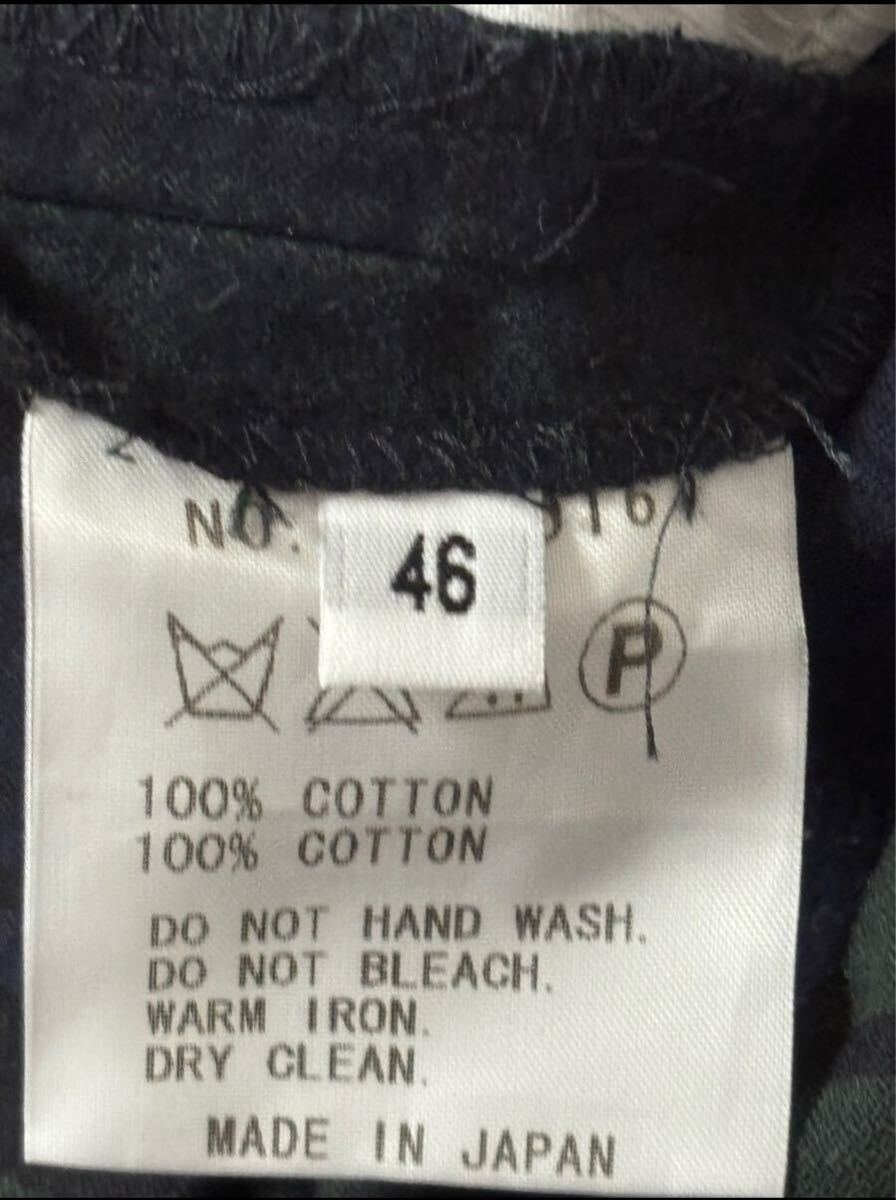 NO.
46
P
100% COTTON
100% COTTON
DO NOT HAND WASH.
DO NOT BLEACH.
WARM IRON.
DRY CLEAN.
MADE IN JAPAN